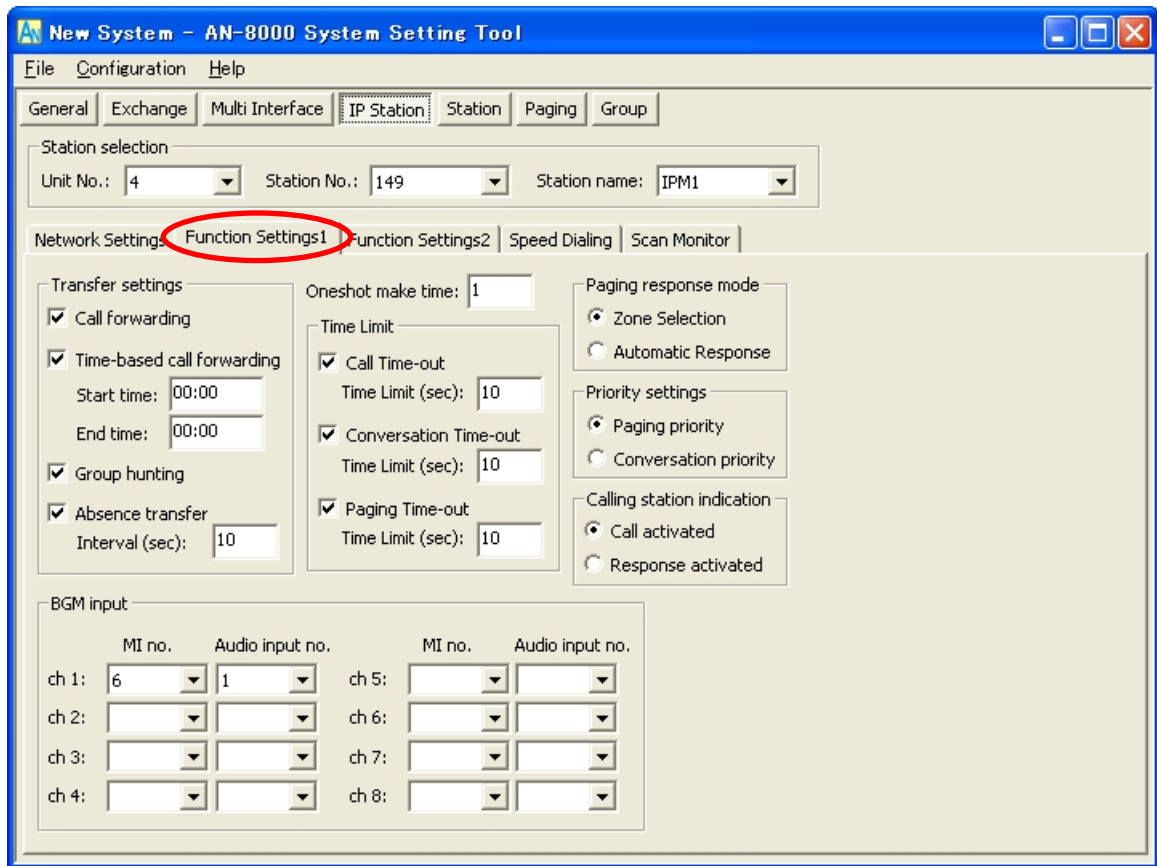 AN New System - AN-8000 System Setting Tool
File Configuration Help
General Exchange Multi Interface IP Station Station Paging Group
Station selection
Unit No.: 4 Station No.: 149 Station name: IPM1
Network Settings Function Settings1 Function Settings2 Speed Dialing Scan Monitor
Transfer settings
Call forwarding
Time-based call forwarding
Start time: 00:00
End time: 00:00
Group hunting
Absence transfer
Interval (sec): 10
Oneshot make time: 1
Time Limit
Call Time-out
Time Limit (sec): 10
Conversation Time-out
Time Limit (sec): 10
Paging Time-out
Time Limit (sec): 10
Paging response mode
Zone Selection
Automatic Response
Priority settings
Paging priority
Conversation priority
Calling station indication
Call activated
Response activated
BGM input
MI no. Audio input no. MI no. Audio input no.
ch 1: 6 1 ch 5:
ch 2: ch 6:
ch 3: ch 7:
ch 4: ch 8: